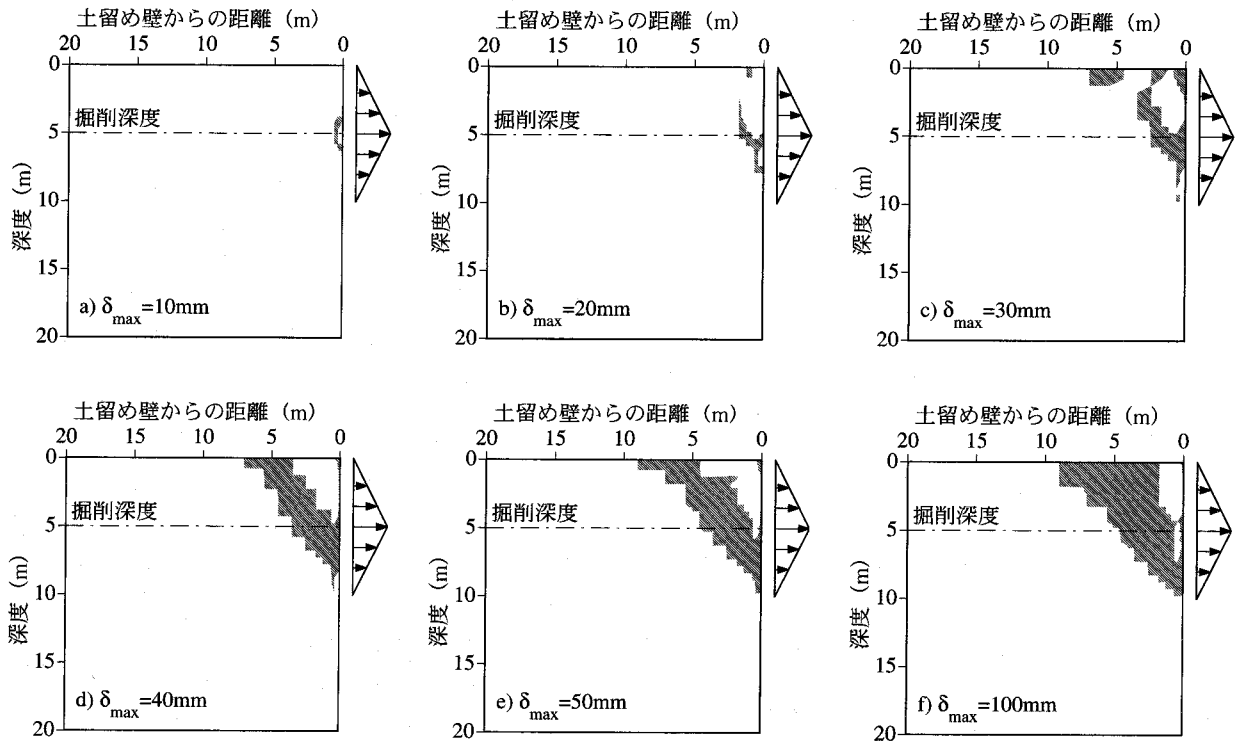 土留め壁からの距離（m）
20 15 10 5 0
0
掘削深度
5
10
15
20
深度（m）
a) δmax=10mm
土留め壁からの距離（m）
20 15 10 5 0
0
掘削深度
5
10
15
20
深度（m）
b) δmax=20mm
土留め壁からの距離（m）
20 15 10 5 0
0
掘削深度
5
10
15
20
深度（m）
c) δmax=30mm
土留め壁からの距離（m）
20 15 10 5 0
0
掘削深度
5
10
15
20
深度（m）
d) δmax=40mm
土留め壁からの距離（m）
20 15 10 5 0
0
掘削深度
5
10
15
20
深度（m）
e) δmax=50mm
土留め壁からの距離（m）
20 15 10 5 0
0
掘削深度
5
10
15
20
深度（m）
f) δmax=100mm